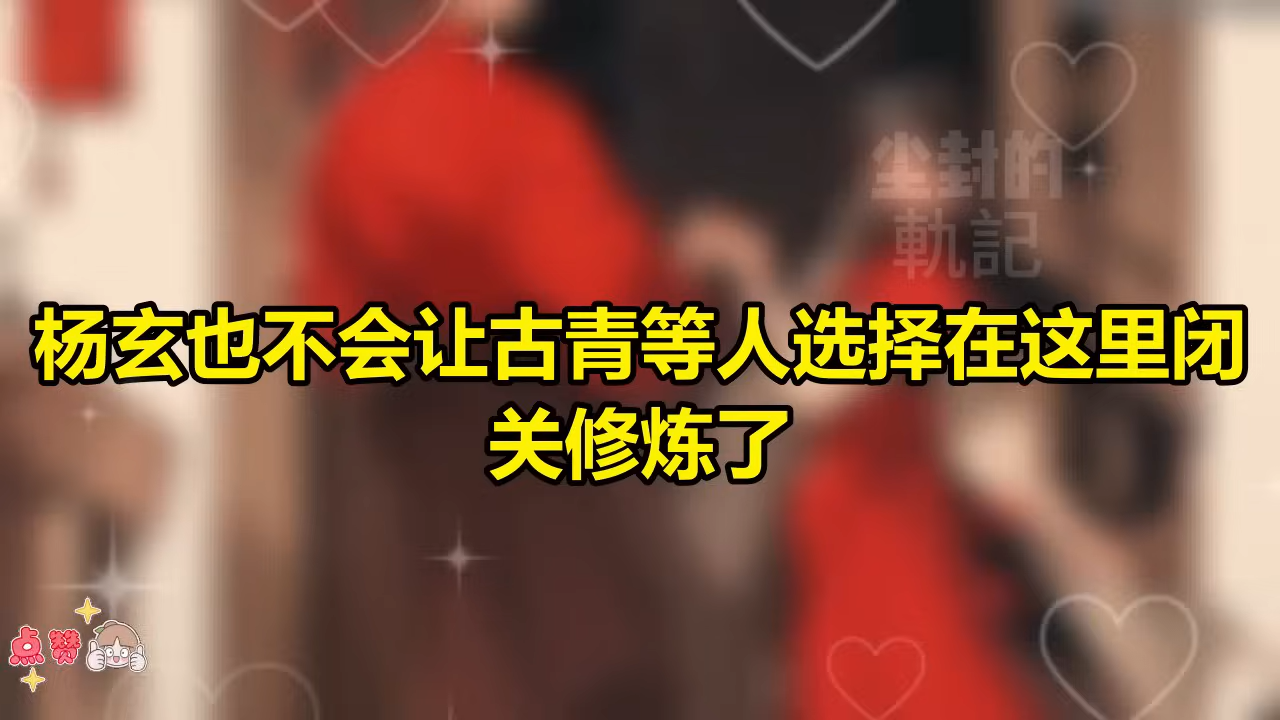 尘封的
軌記
杨玄也不会让古青等人选择在这里闭
关修炼了
点赞